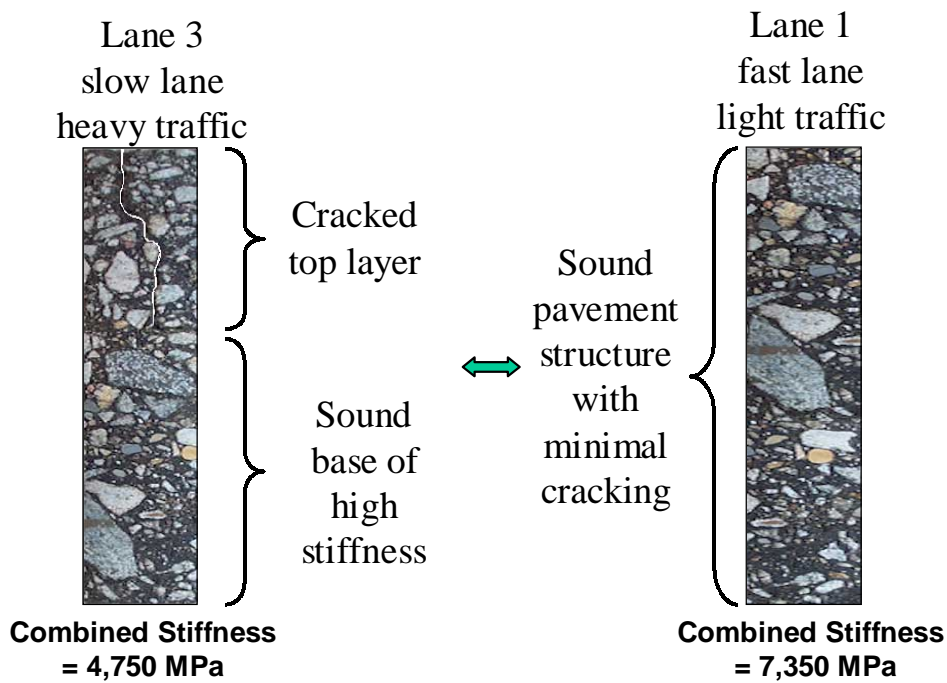 Lane 3
slow lane
heavy traffic
Cracked
top layer
Sound
base of
high
stiffness
Combined Stiffness
= 4,750 MPa
Lane 1
fast lane
light traffic
Sound
pavement
structure
with
minimal
cracking
Combined Stiffness
= 7,350 MPa